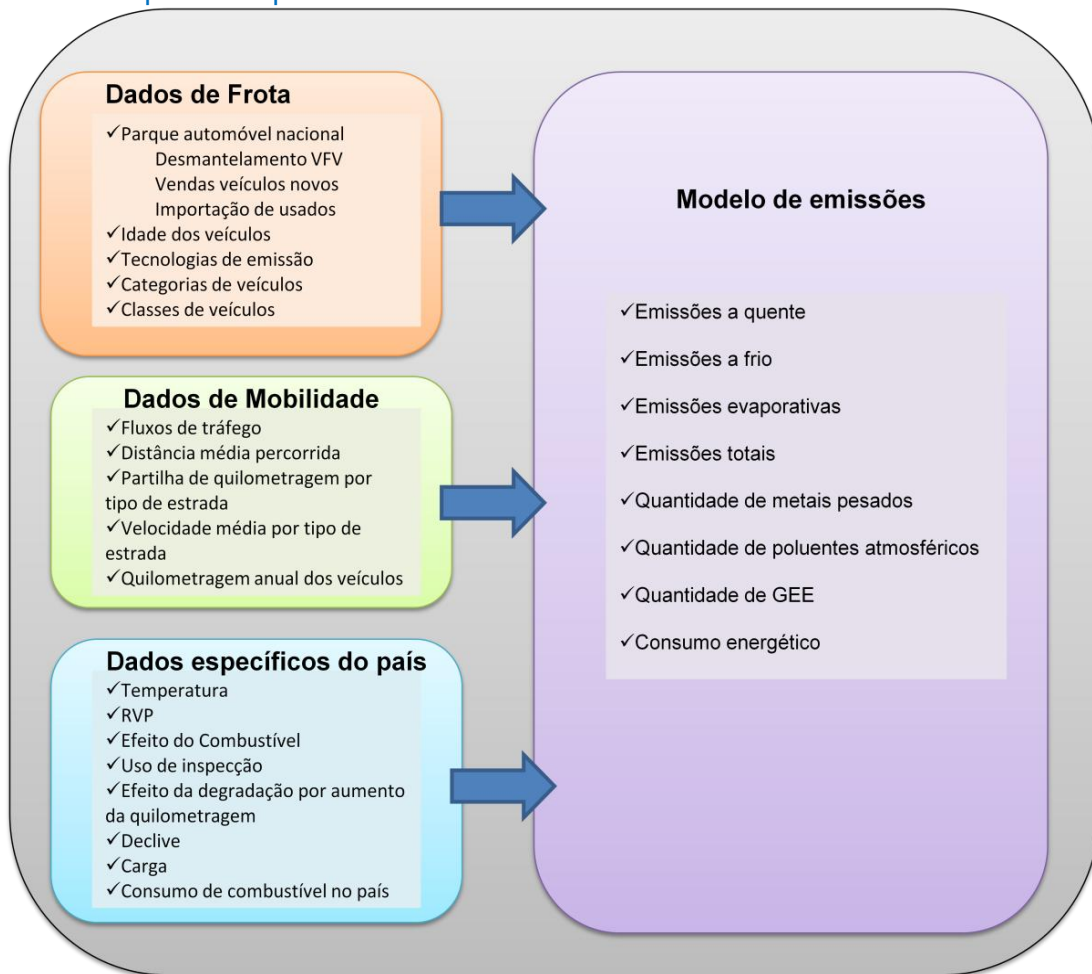 Dados de Frota
✓Parque automóvel nacional
Desmantelamento VFV
Vendas veículos novos
Importação de usados
✓Idade dos veículos
✓Tecnologias de emissão
✓Categorias de veículos
✓Classes de veículos
Dados de Mobilidade
✓Fluxos de tráfego
✓Distância média percorrida
✓Partilha de quilometragem por
tipo de estrada
✓Velocidade média por tipo de
estrada
✓Quilometragem anual dos veículos
Dados específicos do país
✓Temperatura
✓RVP
✓Efeito do Combustível
✓Uso de inspecção
✓Efeito da degradação por aumento
da quilometragem
✓Declive
✓Carga
✓Consumo de combustível no país
Modelo de emissões
✓Emissões a quente
✓Emissões a frio
✓Emissões evaporativas
✓Emissões totais
✓Quantidade de metais pesados
✓Quantidade de poluentes atmosféricos
✓Quantidade de GEE
✓Consumo energético